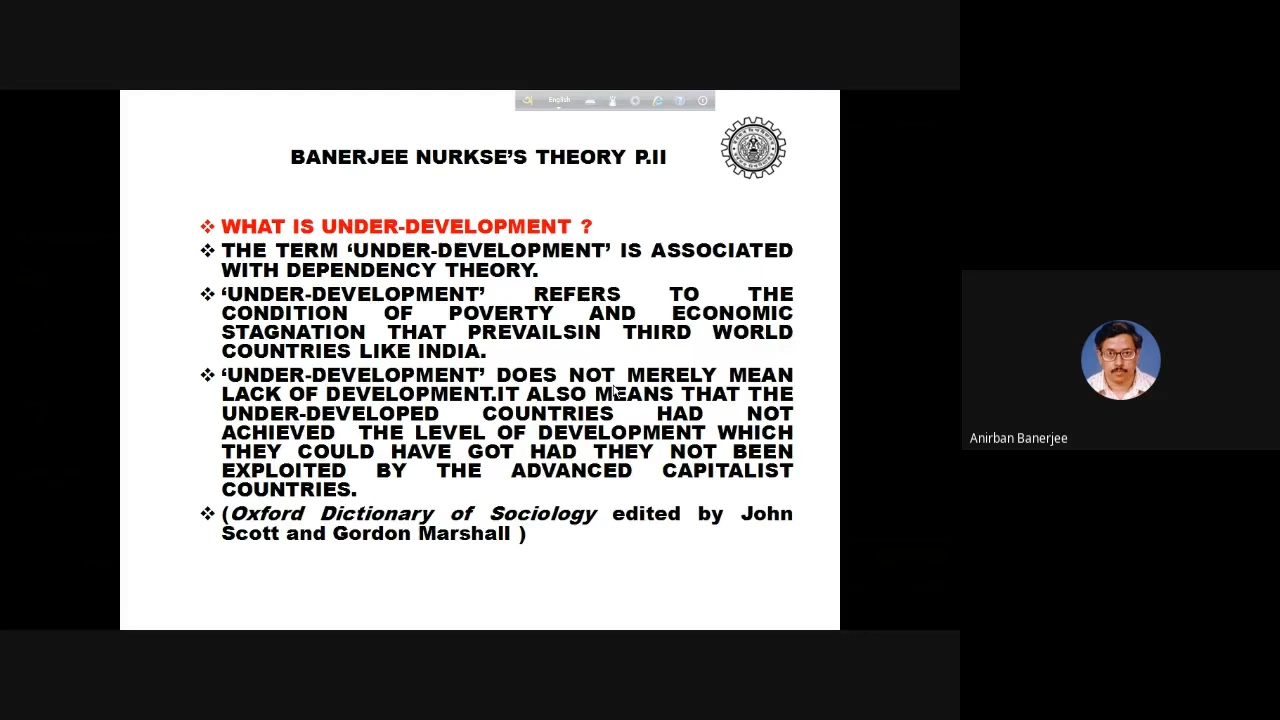 English
BANERJEE NURKSE'S THEORY P.II
❖ WHAT IS UNDER-DEVELOPMENT ?
❖ THE TERM ‘UNDER-DEVELOPMENT’ IS ASSOCIATED
WITH DEPENDENCY THEORY.
❖ ‘UNDER-DEVELOPMENT’ REFERS TO THE
CONDITION OF POVERTY AND ECONOMIC
STAGNATION THAT PREVAILSIN THIRD WORLD
COUNTRIES LIKE INDIA.
❖ ‘UNDER-DEVELOPMENT’ DOES NOT MERELY MEAN
LACK OF DEVELOPMENT.IT ALSO MEANS THAT THE
UNDER-DEVELOPED COUNTRIES HAD NOT
ACHIEVED THE LEVEL OF DEVELOPMENT WHICH
THEY COULD HAVE GOT HAD THEY NOT BEEN
EXPLOITED BY THE ADVANCED CAPITALIST
COUNTRIES.
❖ (Oxford Dictionary of Sociology edited by John
Scott and Gordon Marshall )
Anirban Banerjee